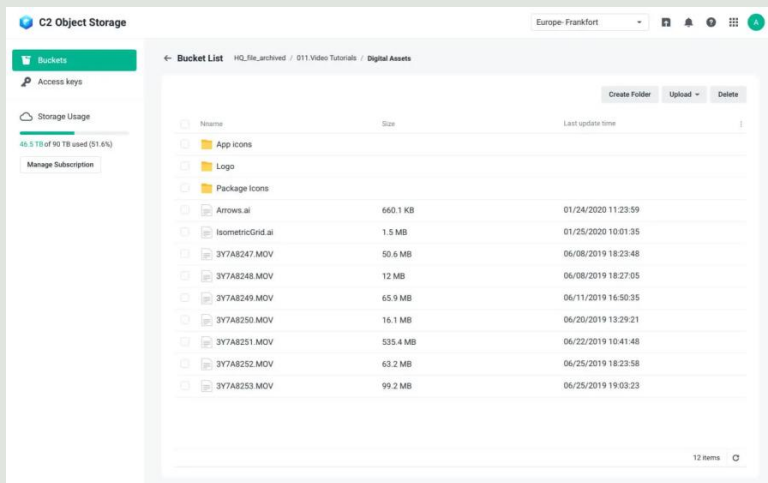 C2 Object Storage
Europe- Frankfort
A
Buckets
Access keys
Storage Usage
46.5 TB of 90 TB used (51.6%)
Manage Subscription
Bucket List HQ_file_archived / 011.Video Tutorials / Digital Assets
Create Folder Upload Delete
Nname Size Last update time
App icons
Logo
Package Icons
Arrows.ai 660.1 KB 01/24/2020 11:23:59
IsometricGrid.ai 1.5 MB 01/25/2020 10:01:35
3Y7A8247.MOV 50.6 MB 06/08/2019 18:23:48
3Y7A8248.MOV 12 MB 06/08/2019 18:27:05
3Y7A8249.MOV 65.9 MB 06/11/2019 16:50:35
3Y7A8250.MOV 16.1 MB 06/20/2019 13:29:21
3Y7A8251.MOV 535.4 MB 06/22/2019 10:41:48
3Y7A8252.MOV 63.2 MB 06/25/2019 18:23:58
3Y7A8253.MOV 99.2 MB 06/25/2019 19:03:23
12 items